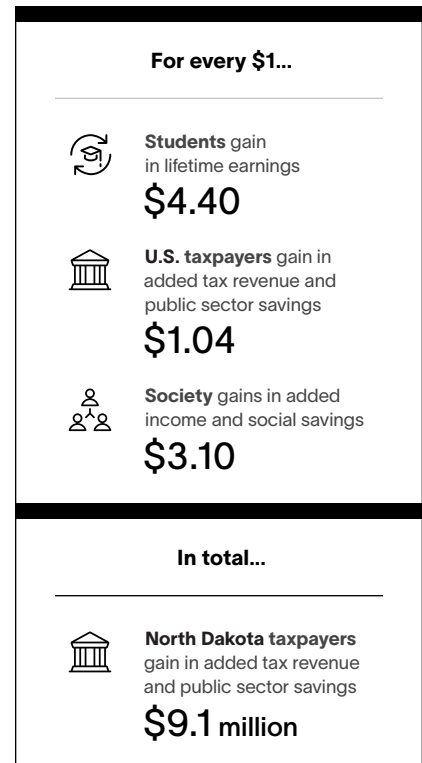 For every $1...
Students gain
in lifetime earnings
$4.40
U.S. taxpayers gain in
added tax revenue and
public sector savings
$1.04
Society gains in added
income and social savings
$3.10
In total...
North Dakota taxpayers
gain in added tax revenue
and public sector savings
$9.1 million